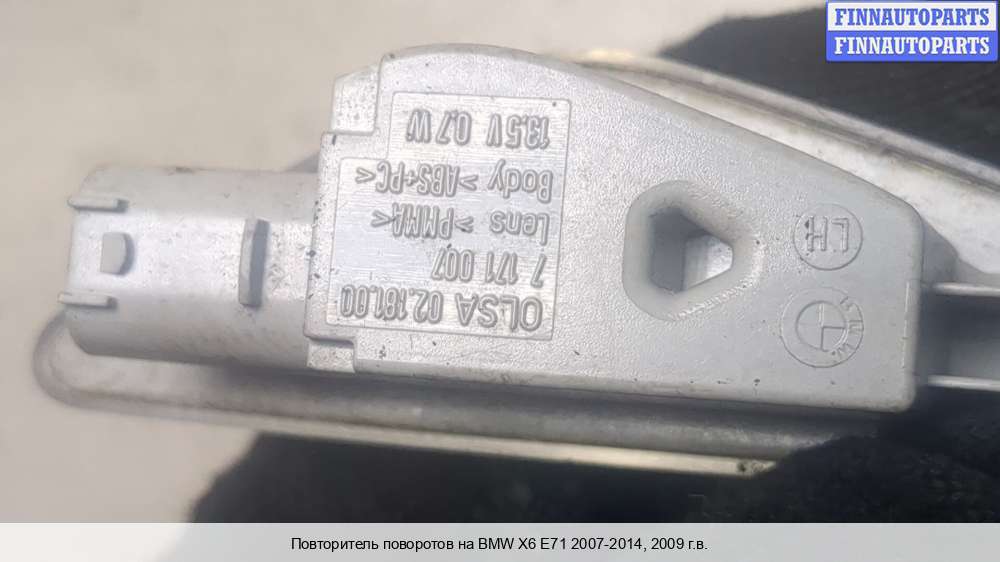 FINNAUTOPARTS
FINNAUTOPARTS
OLSA 02.181.00
7 171 007
Lens >PMMA<
Body >ABS+PC<
13,5V 0,7W
LH
BMW
Повторитель поворотов на BMW X6 E71 2007-2014, 2009 г.в.